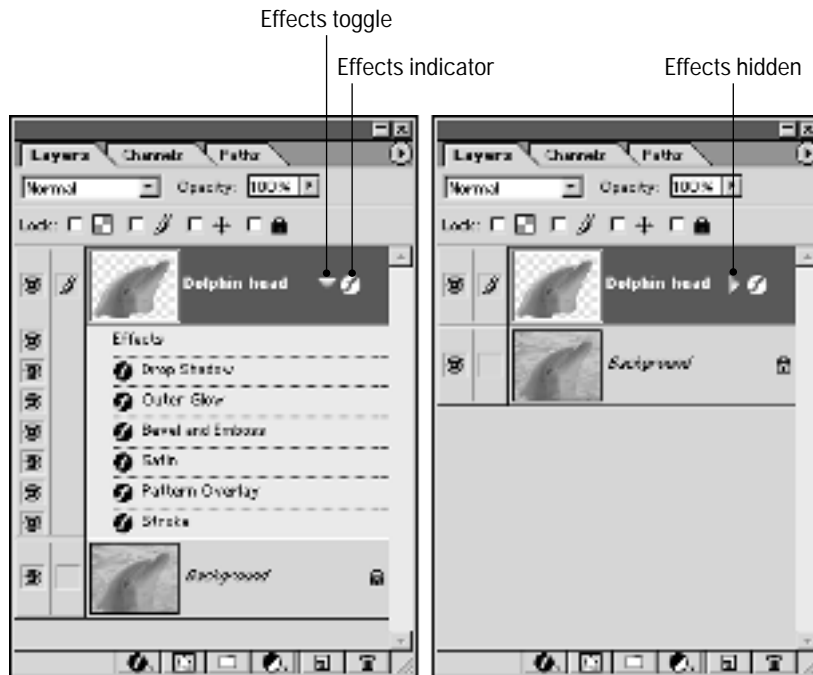 Effects toggle
Effects indicator
Effects hidden
Layers Channels Paths
Normal Opacity: 100%
Lock:
Dolphin head
Effects
Drop Shadow
Outer Glow
Bevel and Emboss
Satin
Pattern Overlay
Stroke
Background
Layers Channels Paths
Normal Opacity: 100%
Lock:
Dolphin head
Background